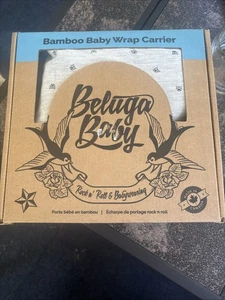 Bamboo Baby Wrap Carrier
Beluga
Baby
Rock n' Roll & Babywearing
Porte bébé en bambou | Écharpe de portage rock n roll